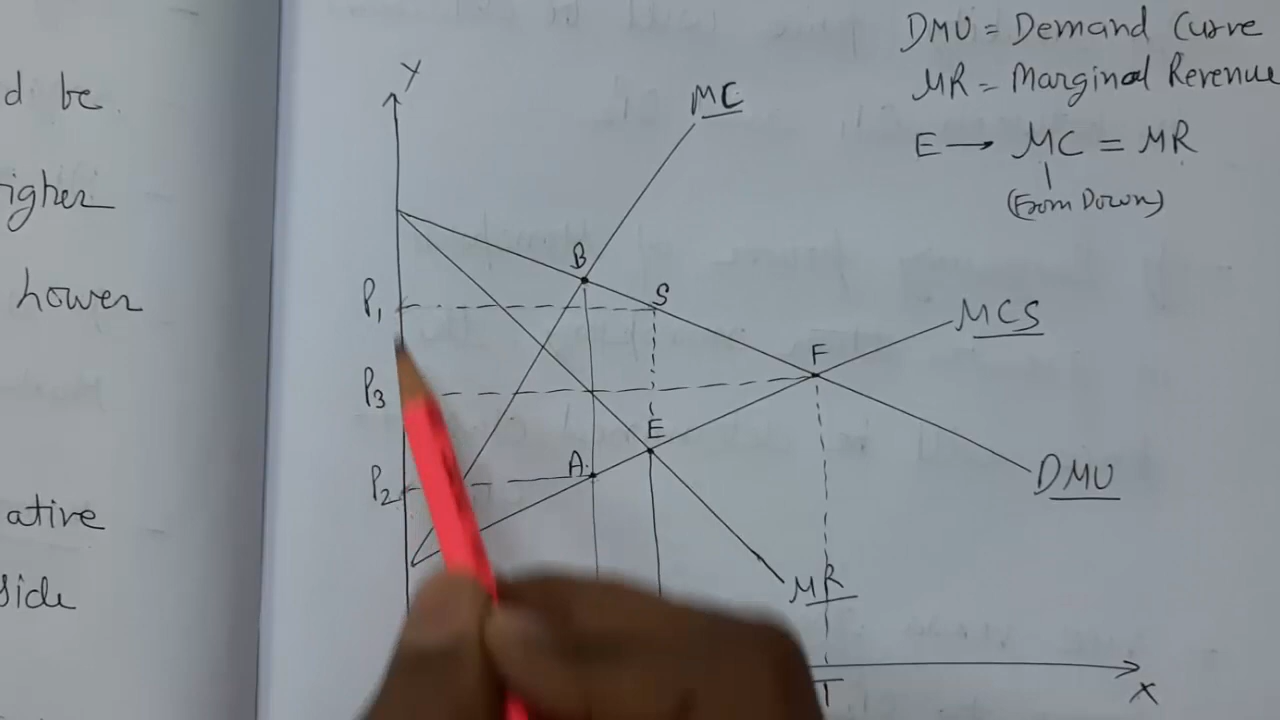 d be
igher
hower
ative
side
DMU = Demand Curve
MR = Marginal Revenue
E → MC = MR
(From Down)
Y
MC
B
P1
S
MCS
F
P3
E
A
P2
DMU
MR
T
X